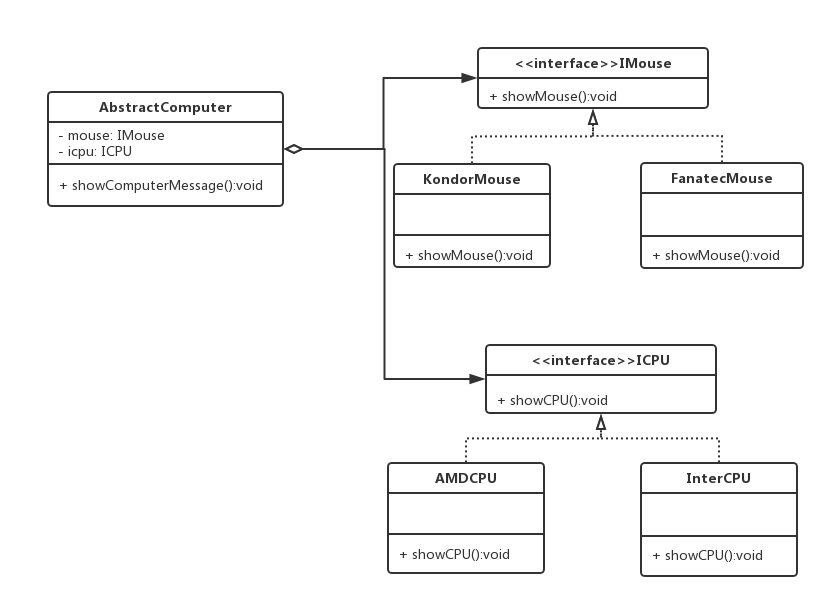 <<interface>>IMouse
+ showMouse():void
AbstractComputer
- mouse: IMouse
- icpu: ICPU
+ showComputerMessage():void
KondorMouse
+ showMouse():void
FanatecMouse
+ showMouse():void
<<interface>>ICPU
+ showCPU():void
AMDCPU
+ showCPU():void
InterCPU
+ showCPU():void